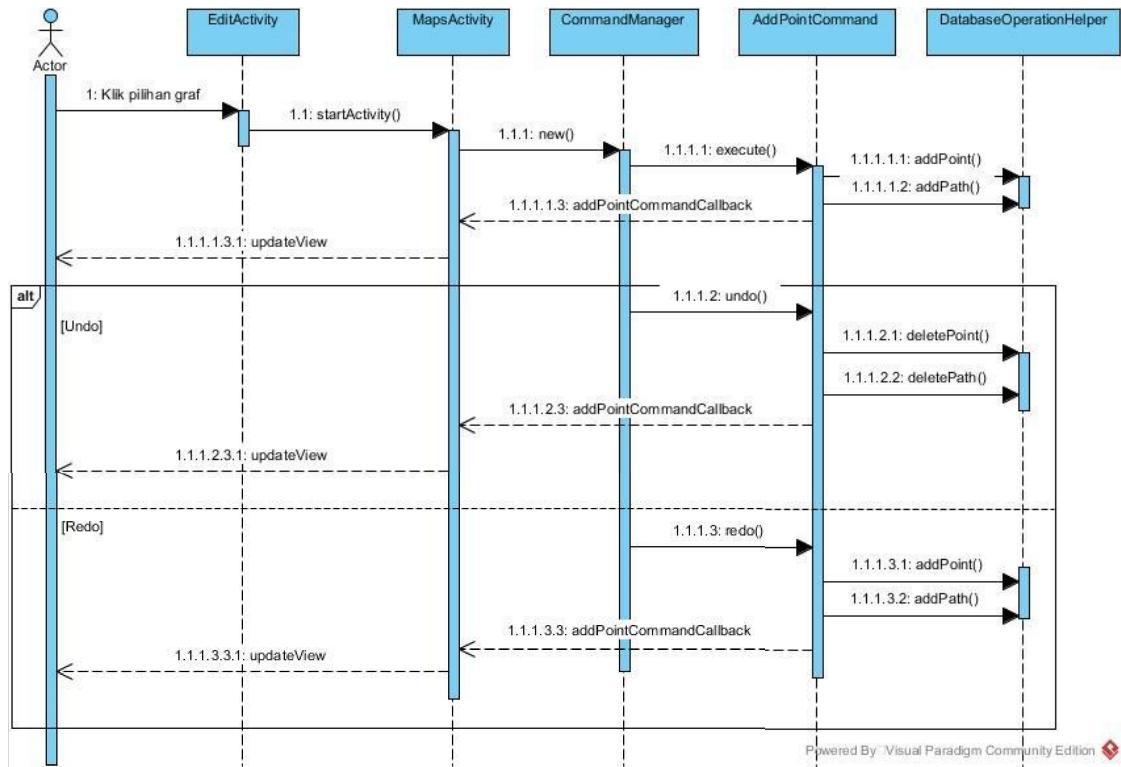 EditActivity
MapsActivity
CommandManager
AddPointCommand
DatabaseOperationHelper
Actor
1: Klik pilihan graf
1.1: startActivity()
1.1.1: new()
1.1.1.1: execute()
1.1.1.1.1: addPoint()
1.1.1.1.2: addPath()
1.1.1.1.3: addPointCommandCallback
1.1.1.1.3.1: updateView
alt
1.1.1.2: undo()
[Undo]
1.1.1.2.1: deletePoint()
1.1.1.2.2: deletePath()
1.1.1.2.3: addPointCommandCallback
1.1.1.2.3.1: updateView
[Redo]
1.1.1.3: redo()
1.1.1.3.1: addPoint()
1.1.1.3.2: addPath()
1.1.1.3.3: addPointCommandCallback
1.1.1.3.3.1: updateView
Powered By Visual Paradigm Community Edition